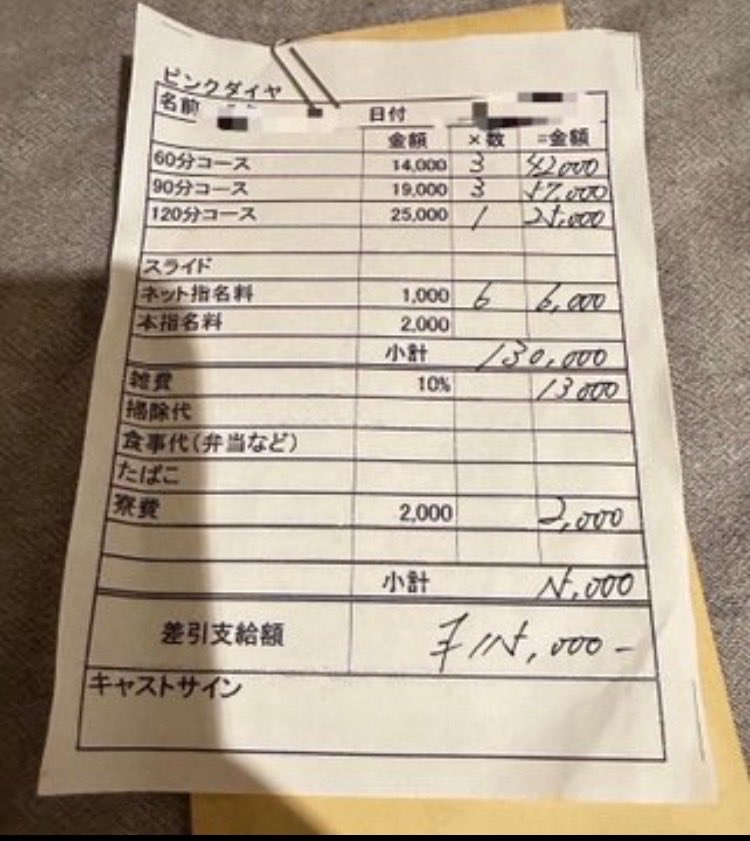 ピンクダイヤ
名前 日付
金額 ×数 =金額
60分コース 14,000 3 42,000
90分コース 19,000 3 57,000
120分コース 25,000 1 25,000
スライド
ネット指名料 1,000 6 6,000
本指名料 2,000
小計 130,000
雑費 10% 13,000
掃除代
食事代(弁当など)
たばこ
寮費 2,000 2,000
小計 15,000
差引支給額 ¥115,000-
キャストサイン